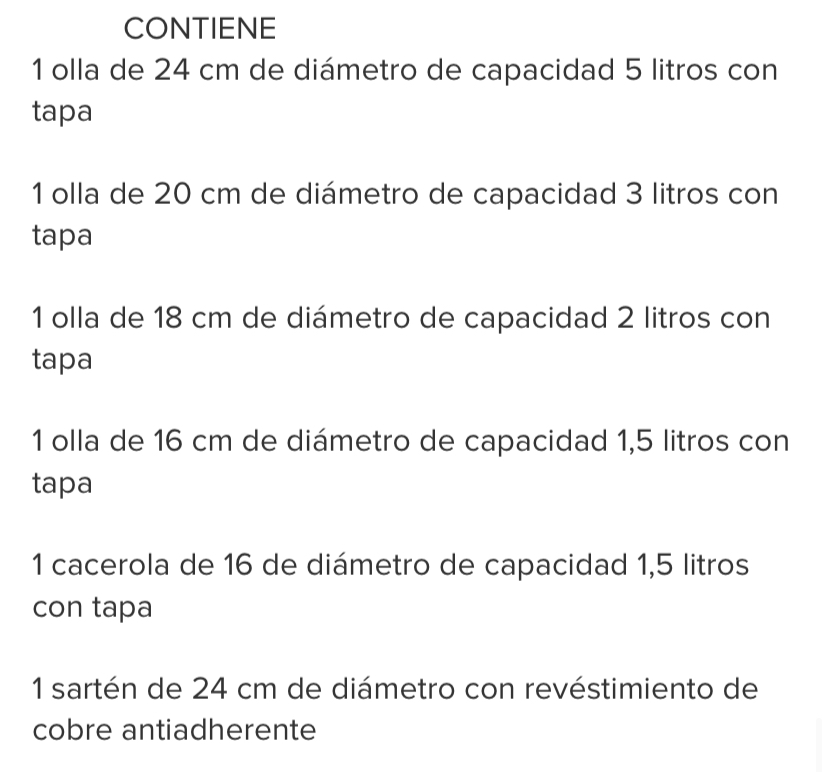 CONTIENE
1 olla de 24 cm de diámetro de capacidad 5 litros con
tapa
1 olla de 20 cm de diámetro de capacidad 3 litros con
tapa
1 olla de 18 cm de diámetro de capacidad 2 litros con
tapa
1 olla de 16 cm de diámetro de capacidad 1,5 litros con
tapa
1 cacerola de 16 de diámetro de capacidad 1,5 litros
con tapa
1 sartén de 24 cm de diámetro con revéstimiento de
cobre antiadherente